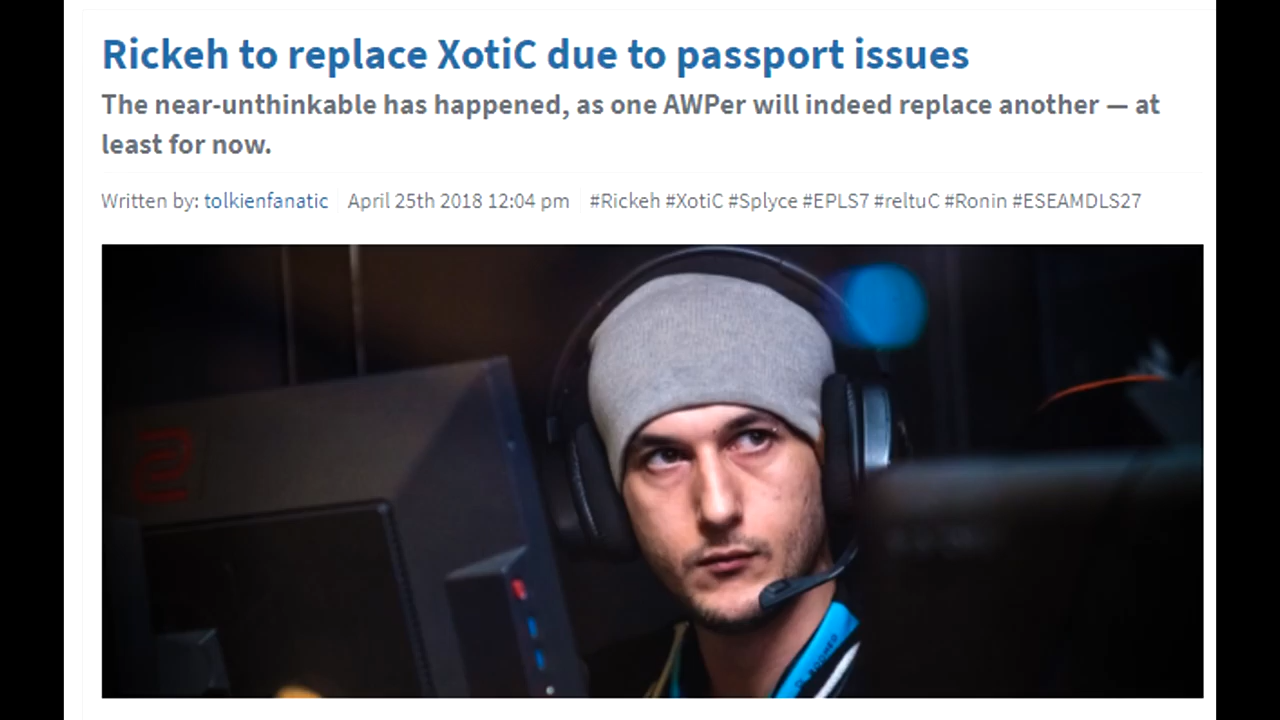 Rickeh to replace XotiC due to passport issues
The near-unthinkable has happened, as one AWPer will indeed replace another — at
least for now.
Written by: tolkienfanatic April 25th 2018 12:04 pm #Rickeh #XotiC #Splyce #EPLS7 #reltuC #Ronin #ESEAMDLS27